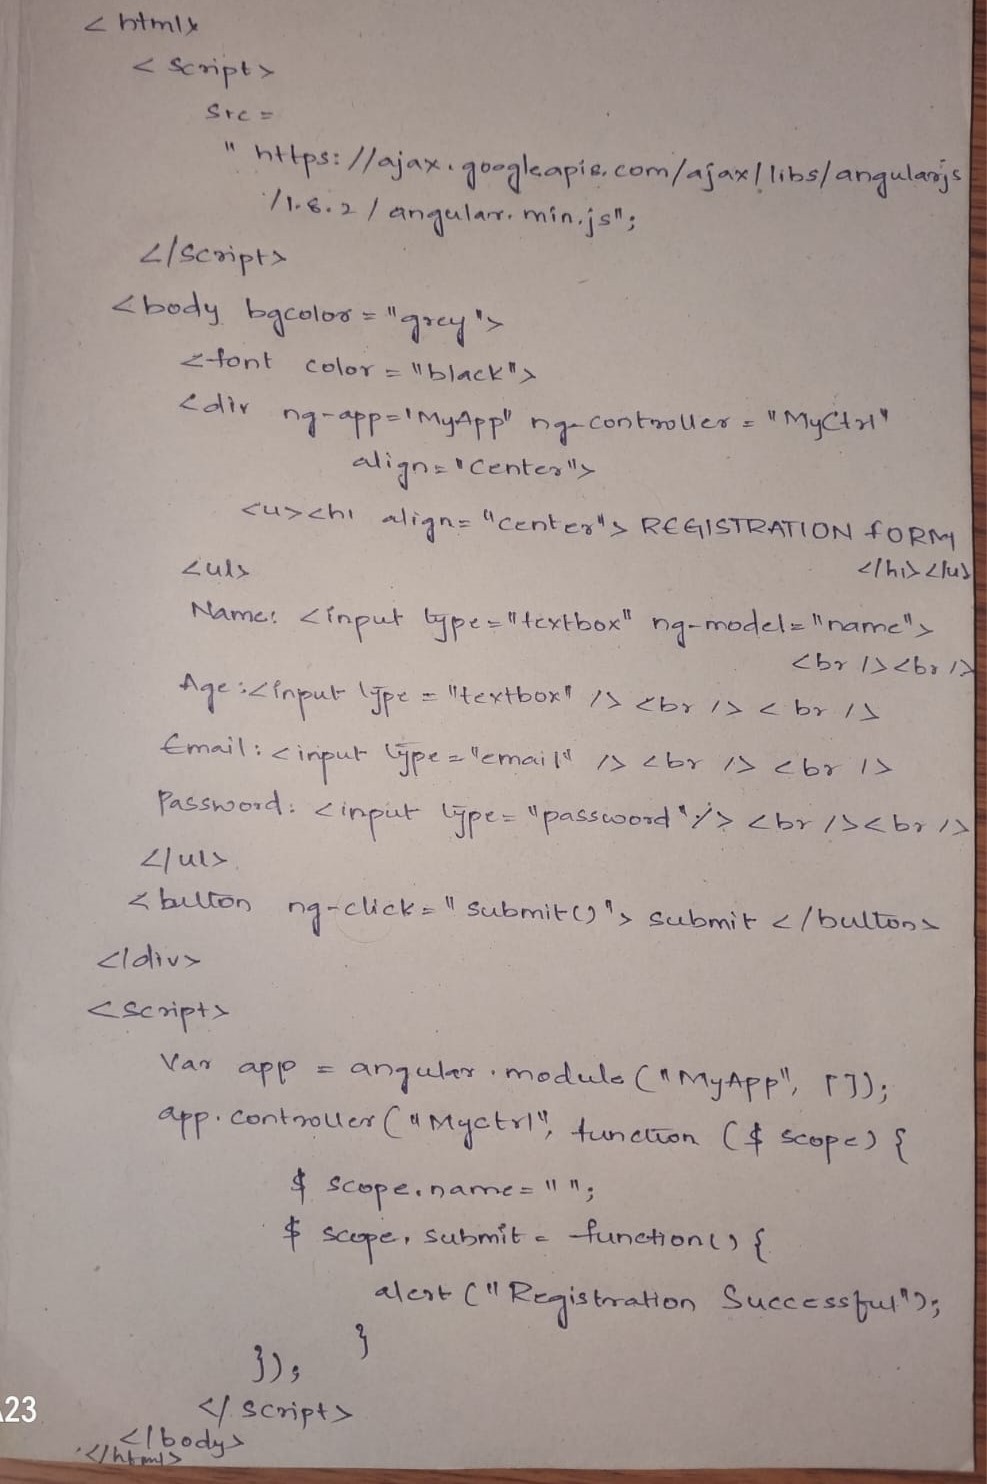 <html>
<script>
src =
"https://ajax.googleapis.com/ajax/libs/angularjs
/1.8.2/angular.min.js";
</script>
<body bgcolor="grey">
<font color="black">
<div ng-app='MyApp" ng-controller="MyCtrl"
align="center">
<u><h1 align="center"> REGISTRATION FORM
</h1></u>
<ul>
Name: <input type="textbox" ng-model="name">
<br /><br />
Age:<input type="textbox" /> <br /> <br />
Email:<input type="email" /> <br /> <br />
Password: <input type="password"/> <br /><br />
</ul>
<button ng-click="submit()"> submit </button>
</div>
<script>
Var app = angular.module("MyApp", []);
app.controller("Myctrl", function ($ scope) {
$ scope.name="";
$ scope.submit = function() {
alert("Registration Successful");
}
});
</script>
A23
</body>
</html>